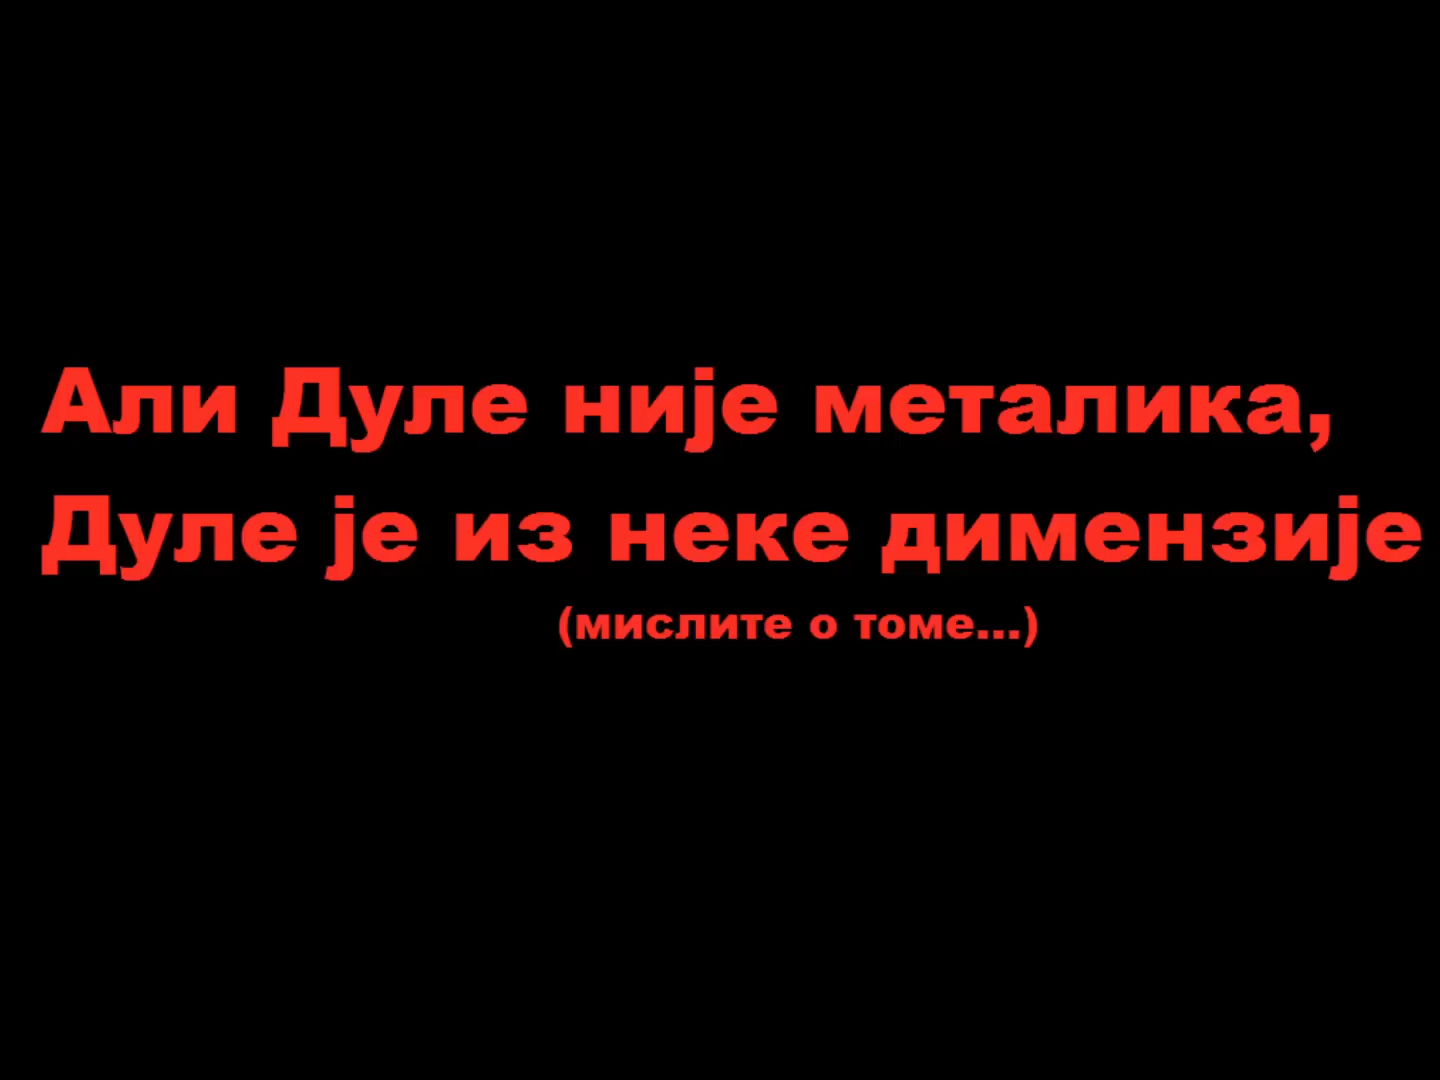 Али Дуле није металика,
Дуле је из неке димензије
(мислите о томе...)